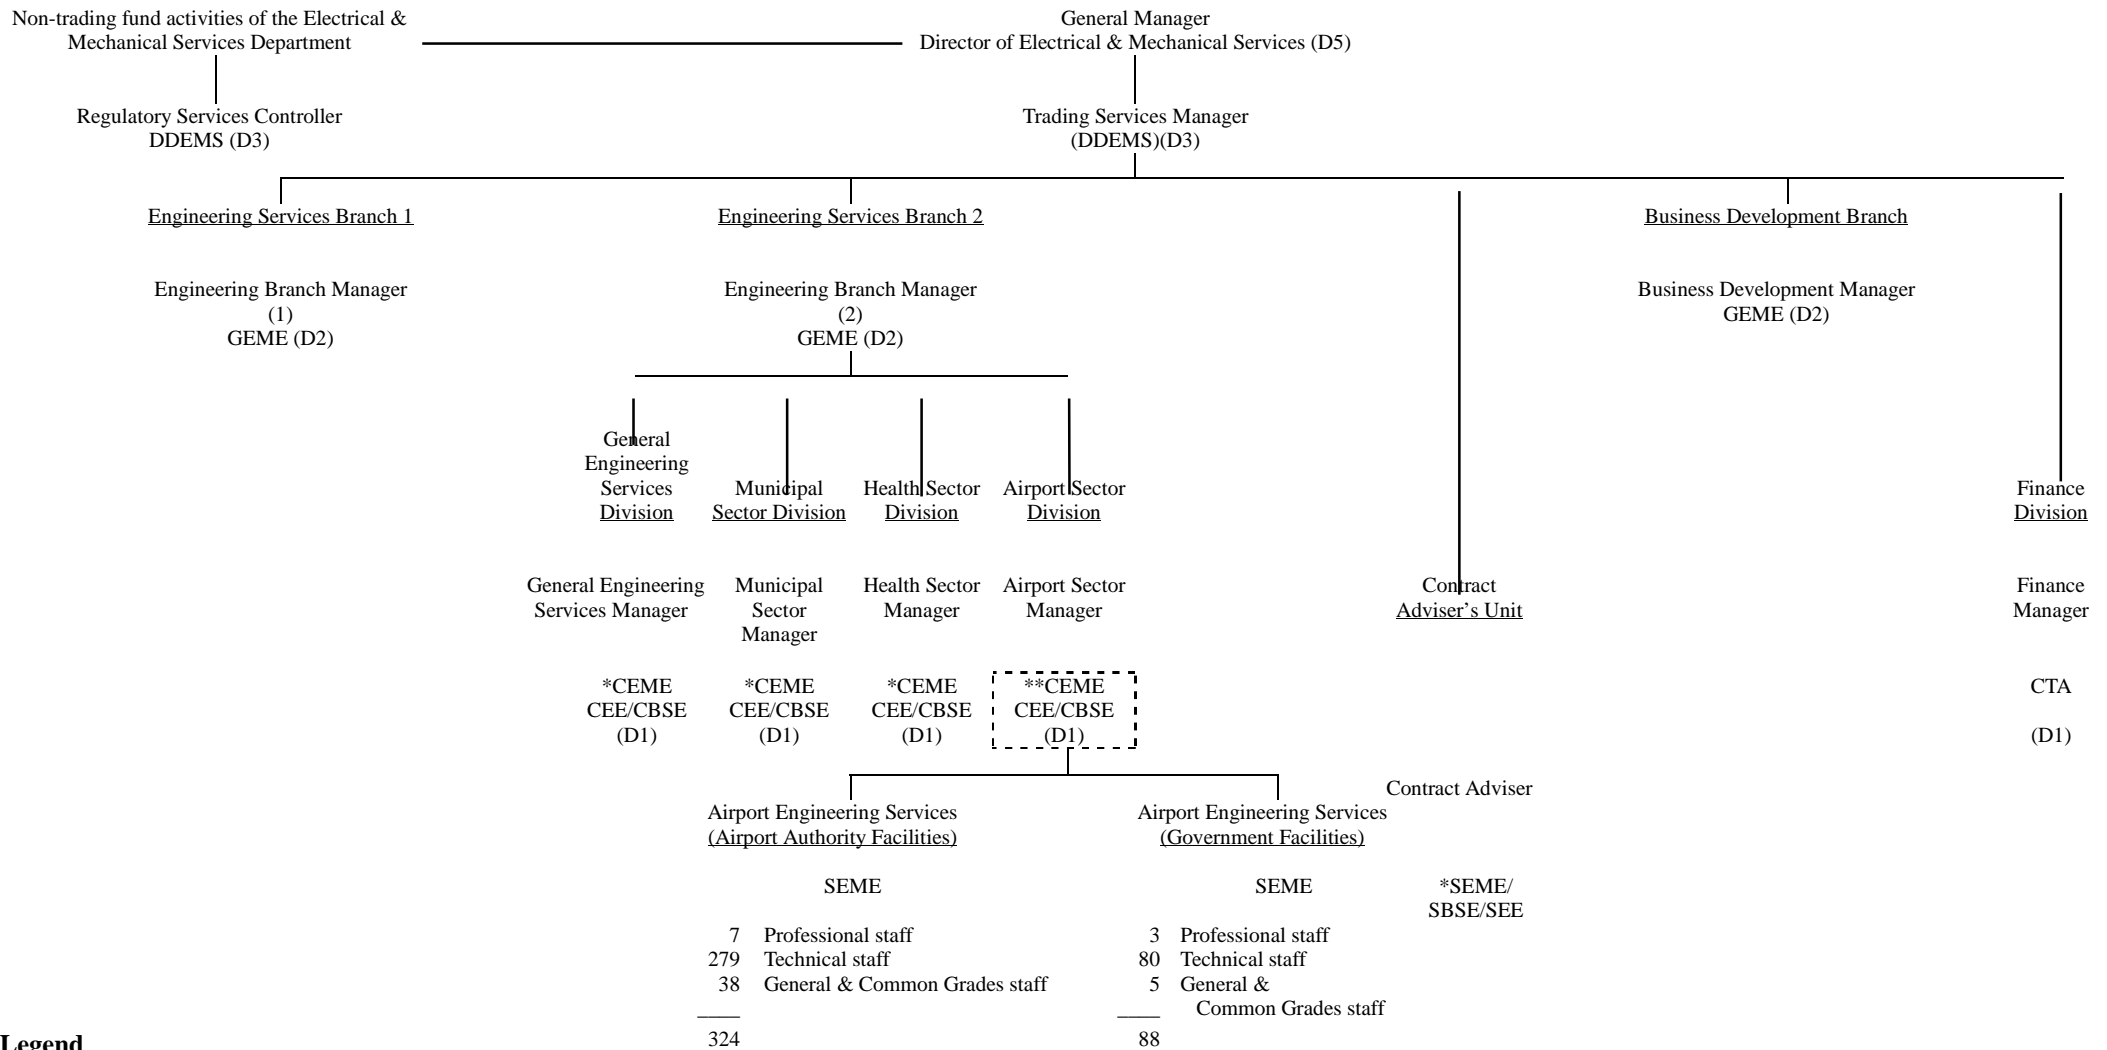 Non-trading fund activities of the Electrical &
Mechanical Services Department
General Manager
Director of Electrical & Mechanical Services (D5)
Regulatory Services Controller
DDEMS (D3)
Trading Services Manager
(DDEMS)(D3)
Engineering Services Branch 1
Engineering Services Branch 2
Business Development Branch
Engineering Branch Manager
(1)
GEME (D2)
Engineering Branch Manager
(2)
GEME (D2)
Business Development Manager
GEME (D2)
General
Engineering
Services
Division
Municipal
Sector Division
Health Sector
Division
Airport Sector
Division
Finance
Division
General Engineering
Services Manager
Municipal
Sector
Manager
Health Sector
Manager
Airport Sector
Manager
Contract
Adviser's Unit
Finance
Manager
*CEME
CEE/CBSE
(D1)
*CEME
CEE/CBSE
(D1)
*CEME
CEE/CBSE
(D1)
**CEME
CEE/CBSE
(D1)
CTA
(D1)
Contract Adviser
Airport Engineering Services
(Airport Authority Facilities)
Airport Engineering Services
(Government Facilities)
SEME
SEME
*SEME/
SBSE/SEE
7 Professional staff
279 Technical staff
38 General & Common Grades staff
324
3 Professional staff
80 Technical staff
5 General &
Common Grades staff
88
Legend